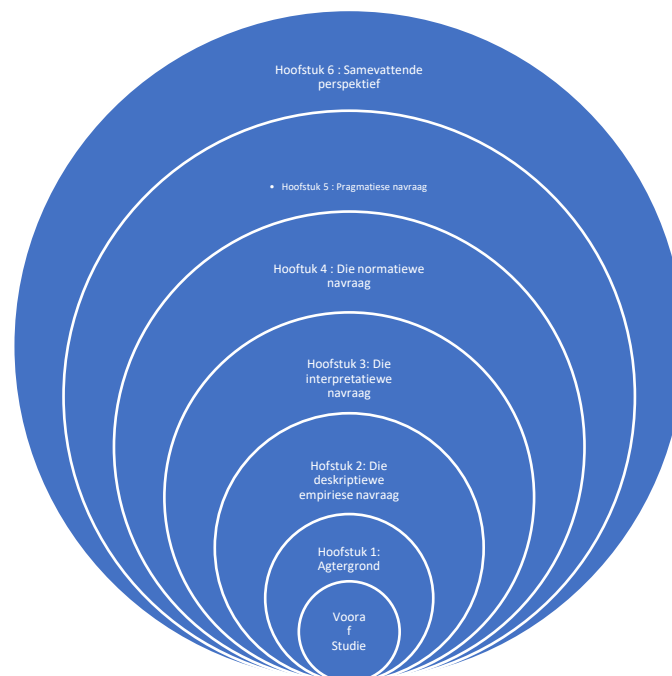 Hoofstuk 6 : Samevattende
perspektief
• Hoofstuk 5 : Pragmatiese navraag
Hooftuk 4 : Die normatiewe
navraag
Hoofstuk 3: Die
interpretatiewe
navraag
Hofstuk 2: Die
deskriptiewe
empiriese navraag
Hoofstuk 1:
Agtergrond
Voora
f
Studie